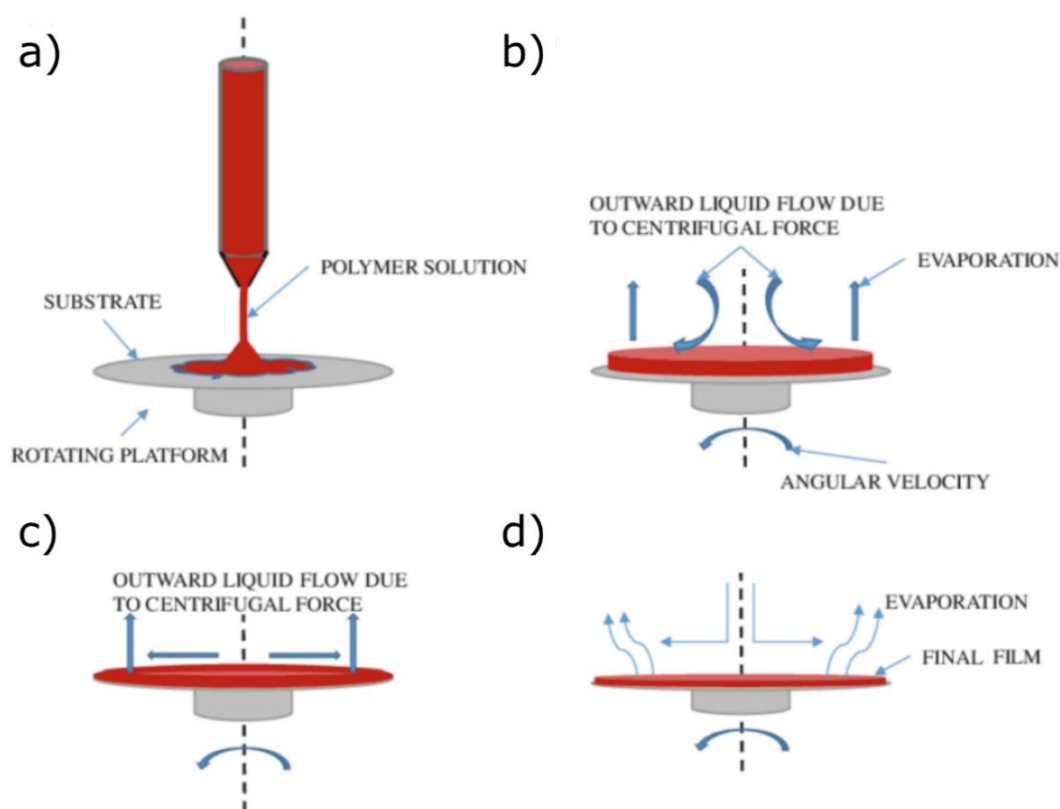 a)
POLYMER SOLUTION
SUBSTRATE
ROTATING PLATFORM
b)
OUTWARD LIQUID FLOW DUE
TO CENTRIFUGAL FORCE
EVAPORATION
ANGULAR VELOCITY
c)
OUTWARD LIQUID FLOW DUE
TO CENTRIFUGAL FORCE
d)
EVAPORATION
FINAL FILM